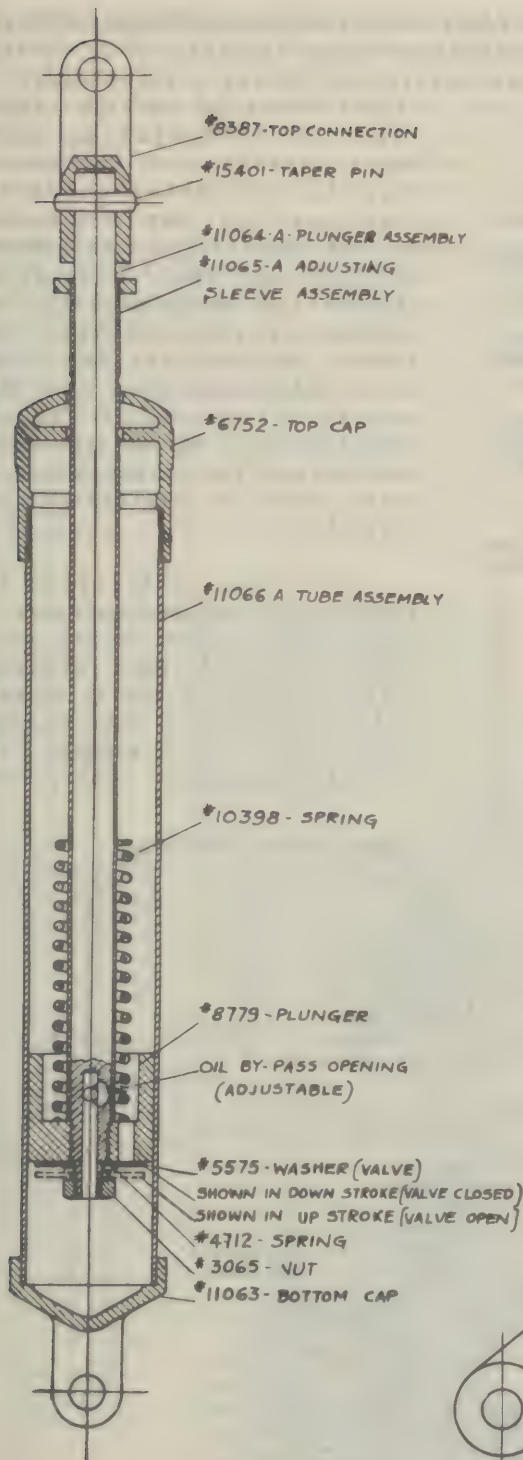 #8387-TOP CONNECTION
#15401-TAPER PIN
#11064-A-PLUNGER ASSEMBLY
#11065-A ADJUSTING
SLEEVE ASSEMBLY
#6752-TOP CAP
#11066 A TUBE ASSEMBLY
#10398-SPRING
#8779-PLUNGER
OIL BY-PASS OPENING
(ADJUSTABLE)
#5575-WASHER (VALVE)
SHOWN IN DOWN STROKE (VALVE CLOSED)
SHOWN IN UP STROKE (VALVE OPEN)
#4712-SPRING
#3065-NUT
#11063-BOTTOM CAP